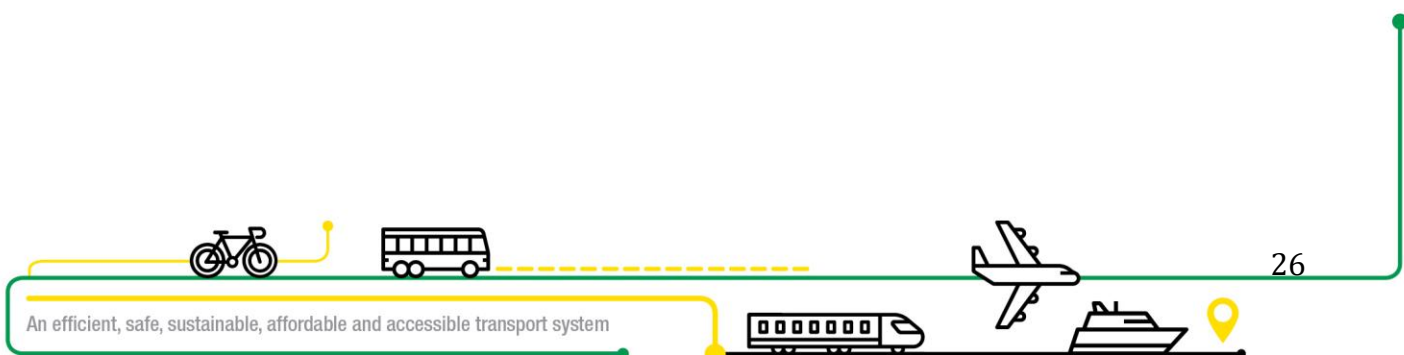 26
An efficient, safe, sustainable, affordable and accessible transport system